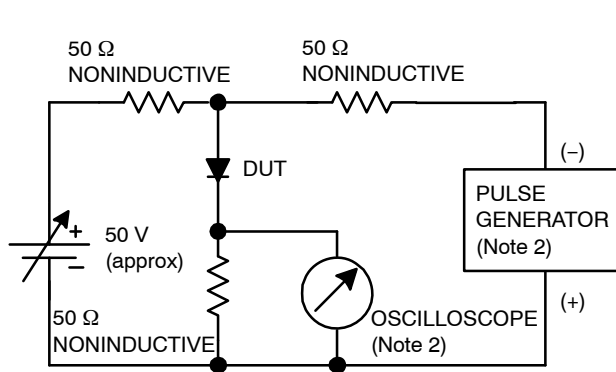 50 Ω
NONINDUCTIVE
50 Ω
NONINDUCTIVE
DUT
(−)
PULSE
GENERATOR
(Note 2)
+
50 V
(approx)
−
(+)
50 Ω
NONINDUCTIVE
OSCILLOSCOPE
(Note 2)